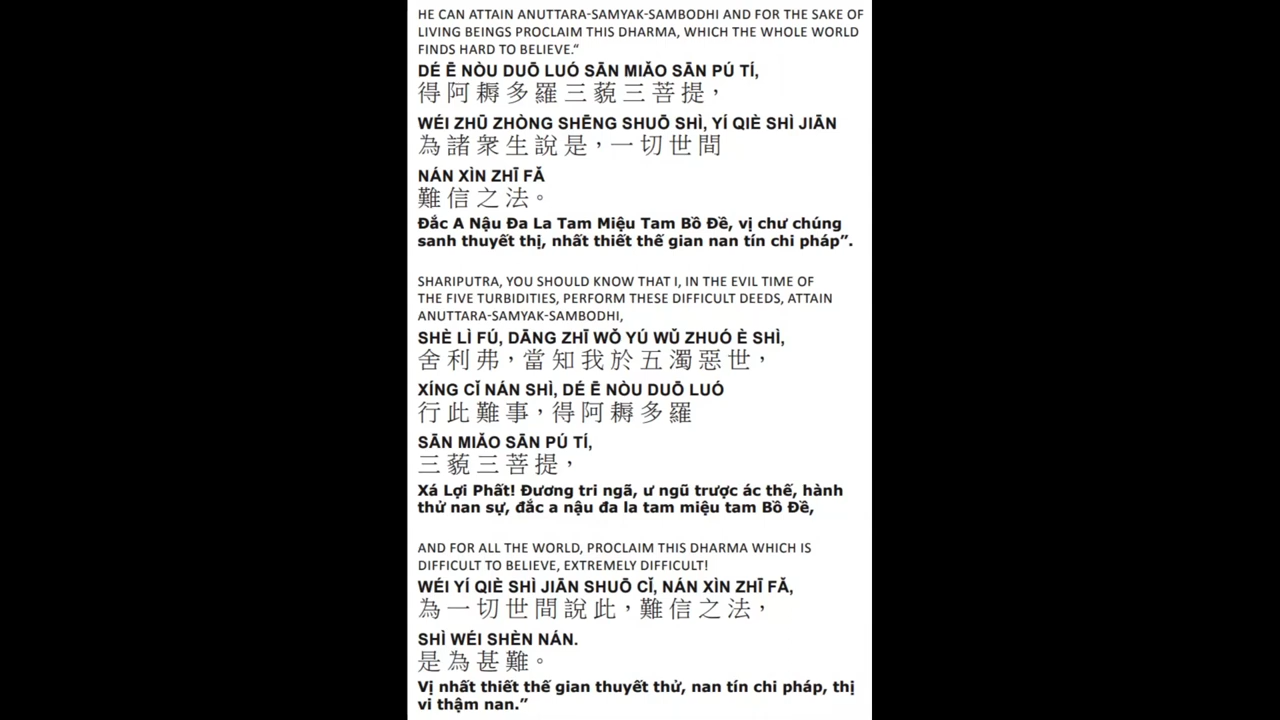 HE CAN ATTAIN ANUTTARA-SAMYAK-SAMBODHI AND FOR THE SAKE OF
LIVING BEINGS PROCLAIM THIS DHARMA, WHICH THE WHOLE WORLD
FINDS HARD TO BELIEVE.“
DÉ Ē NÒU DUŌ LUÓ SĀN MIǍO SĀN PÚ TÍ,
得阿耨多羅三藐三菩提，
WÉI ZHŪ ZHÒNG SHĒNG SHUŌ SHÌ, YÍ QIÈ SHÌ JIĀN
為諸衆生說是，一切世間
NÁN XÌN ZHĪ FǍ
難信之法。
Đắc A Nậu Đa La Tam Miệu Tam Bồ Đề, vị chư chúng
sanh thuyết thị, nhất thiết thế gian nan tín chi pháp”.
SHARIPUTRA, YOU SHOULD KNOW THAT I, IN THE EVIL TIME OF
THE FIVE TURBIDITIES, PERFORM THESE DIFFICULT DEEDS, ATTAIN
ANUTTARA-SAMYAK-SAMBODHI,
SHÈ LÌ FÚ, DĀNG ZHĪ WǑ YÚ WǓ ZHUÓ È SHÌ,
舍利弗，當知我於五濁惡世，
XÍNG CǏ NÁN SHÌ, DÉ Ē NÒU DUŌ LUÓ
行此難事，得阿耨多羅
SĀN MIǍO SĀN PÚ TÍ,
三藐三菩提，
Xá Lợi Phất! Đương tri ngã, ư ngũ trược ác thế, hành
thử nan sự, đắc a nậu đa la tam miệu tam Bồ Đề,
AND FOR ALL THE WORLD, PROCLAIM THIS DHARMA WHICH IS
DIFFICULT TO BELIEVE, EXTREMELY DIFFICULT!
WÉI YÍ QIÈ SHÌ JIĀN SHUŌ CǏ, NÁN XÌN ZHĪ FǍ,
為一切世間說此，難信之法，
SHÌ WÉI SHÈN NÁN.
是為甚難。
Vị nhất thiết thế gian thuyết thử, nan tín chi pháp, thị
vi thậm nan.”